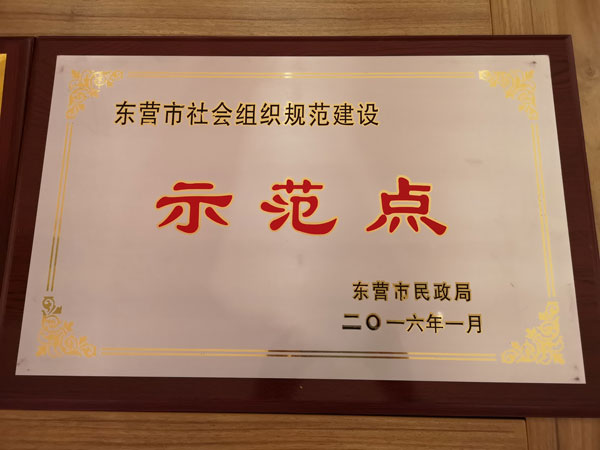 东营市社会组织规范建设
示范点
东营市民政局
二〇一六年一月